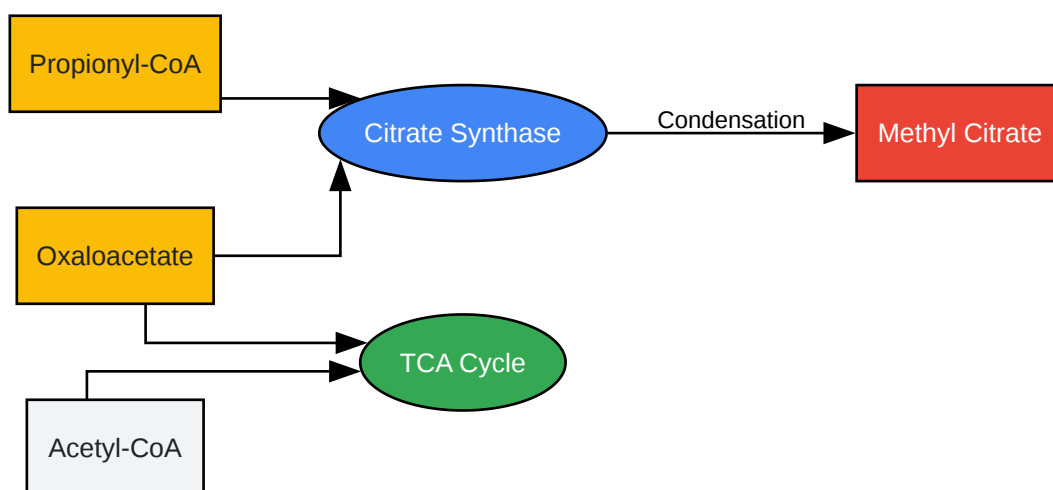 Propionyl-CoA
Citrate Synthase
Condensation
Methyl Citrate
Oxaloacetate
TCA Cycle
Acetyl-CoA